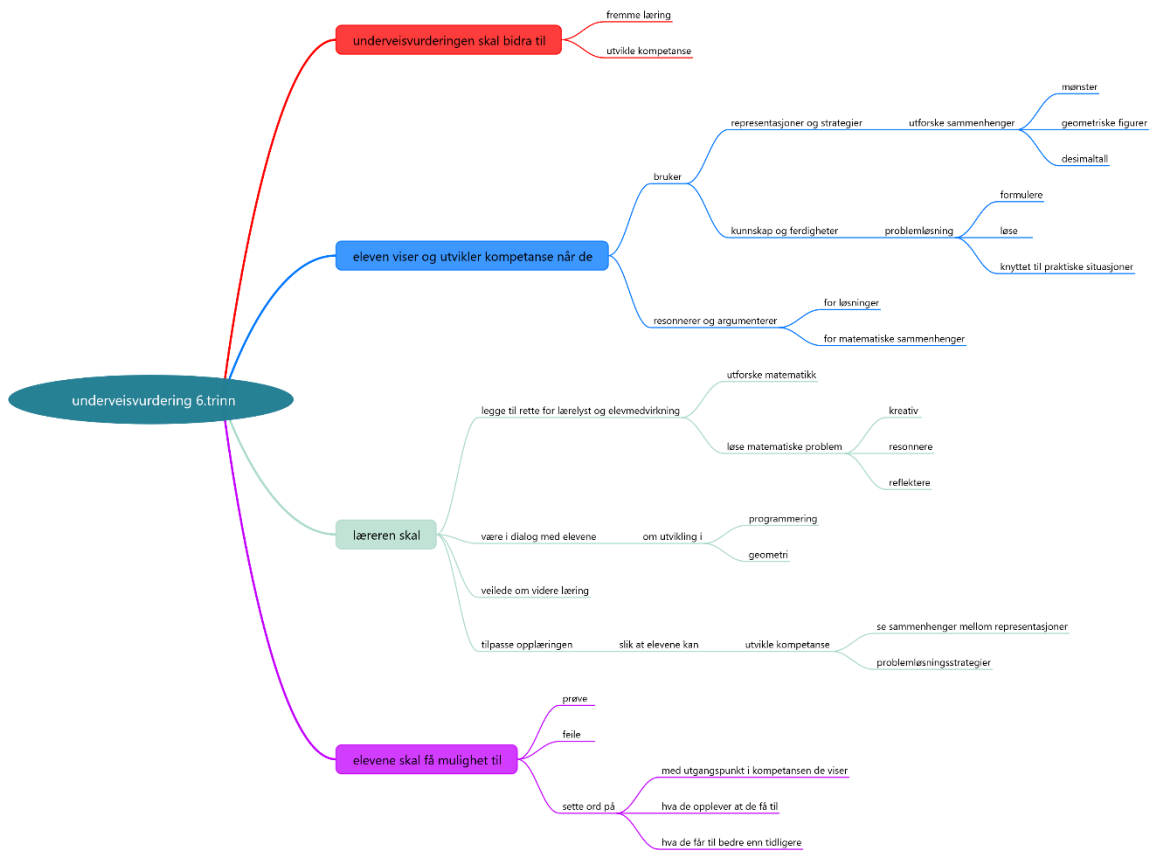 underveisvurdering 6.trinn
underveisvurderingen skal bidra til
fremme læring
utvikle kompetanse
eleven viser og utvikler kompetanse når de
bruker
representasjoner og strategier
utforske sammenhenger
mønster
geometriske figurer
desimaltall
kunnskap og ferdigheter
problemløsning
formulere
løse
knyttet til praktiske situasjoner
resonnerer og argumenterer
for løsninger
for matematiske sammenhenger
læreren skal
legge til rette for lærelyst og elevmedvirkning
utforske matematikk
løse matematiske problem
kreativ
resonnere
reflektere
være i dialog med elevene
om utvikling i
programmering
geometri
veilede om videre læring
tilpasse opplæringen
slik at elevene kan
utvikle kompetanse
se sammenhenger mellom representasjoner
problemløsningsstrategier
elevene skal få mulighet til
prøve
feile
sette ord på
med utgangspunkt i kompetansen de viser
hva de opplever at de få til
hva de får til bedre enn tidligere